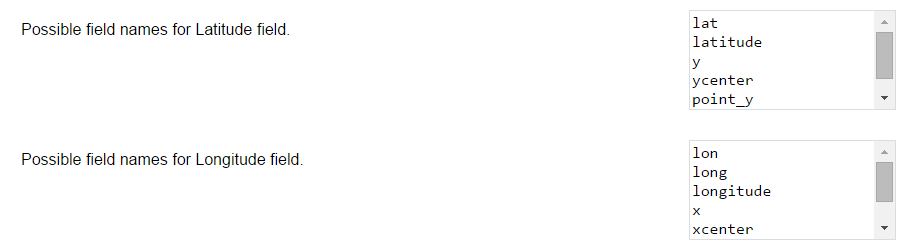 Possible field names for Latitude field.
lat
latitude
y
ycenter
point_y
Possible field names for Longitude field.
lon
long
longitude
x
xcenter